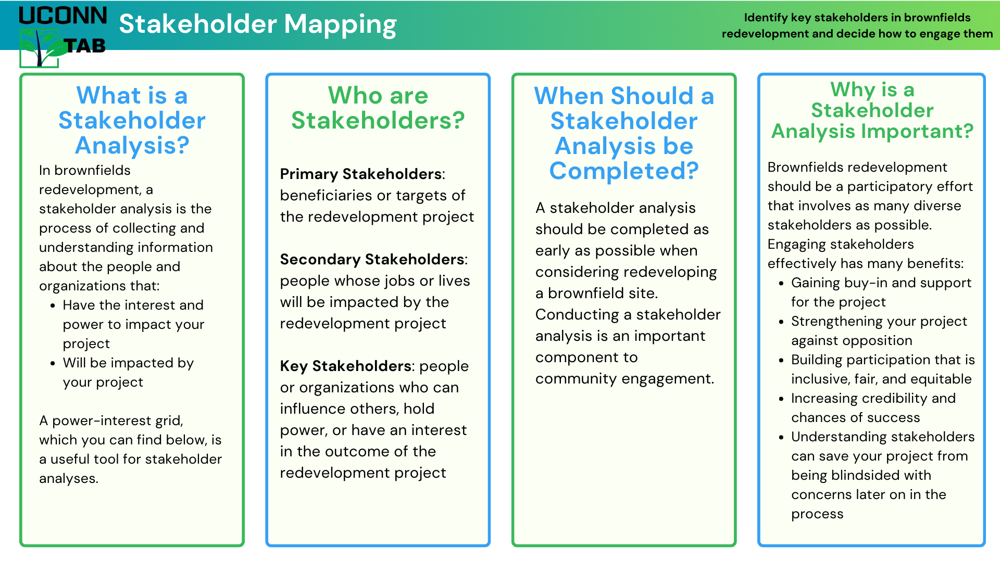 UCONN
TAB
Stakeholder Mapping
Identify key stakeholders in brownfields
redevelopment and decide how to engage them
What is a
Stakeholder
Analysis?
In brownfields
redevelopment, a
stakeholder analysis is the
process of collecting and
understanding information
about the people and
organizations that:
• Have the interest and
power to impact your
project
• Will be impacted by
your project
A power-interest grid,
which you can find below, is
a useful tool for stakeholder
analyses.
Who are
Stakeholders?
Primary Stakeholders:
beneficiaries or targets of
the redevelopment project
Secondary Stakeholders:
people whose jobs or lives
will be impacted by the
redevelopment project
Key Stakeholders: people
or organizations who can
influence others, hold
power, or have an interest
in the outcome of the
redevelopment project
When Should a
Stakeholder
Analysis be
Completed?
A stakeholder analysis
should be completed as
early as possible when
considering redeveloping
a brownfield site.
Conducting a stakeholder
analysis is an important
component to
community engagement.
Why is a
Stakeholder
Analysis Important?
Brownfields redevelopment
should be a participatory effort
that involves as many diverse
stakeholders as possible.
Engaging stakeholders
effectively has many benefits:
• Gaining buy-in and support
for the project
• Strengthening your project
against opposition
• Building participation that is
inclusive, fair, and equitable
• Increasing credibility and
chances of success
• Understanding stakeholders
can save your project from
being blindsided with
concerns later on in the
process